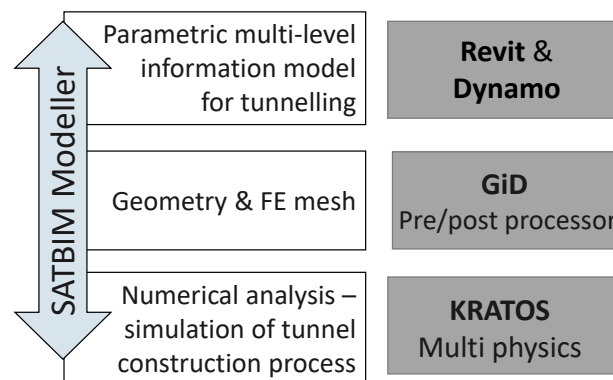 SATBIM Modeller
Parametric multi-level
information model
for tunnelling
Revit &
Dynamo
Geometry & FE mesh
GiD
Pre/post processor
Numerical analysis –
simulation of tunnel
construction process
KRATOS
Multi physics